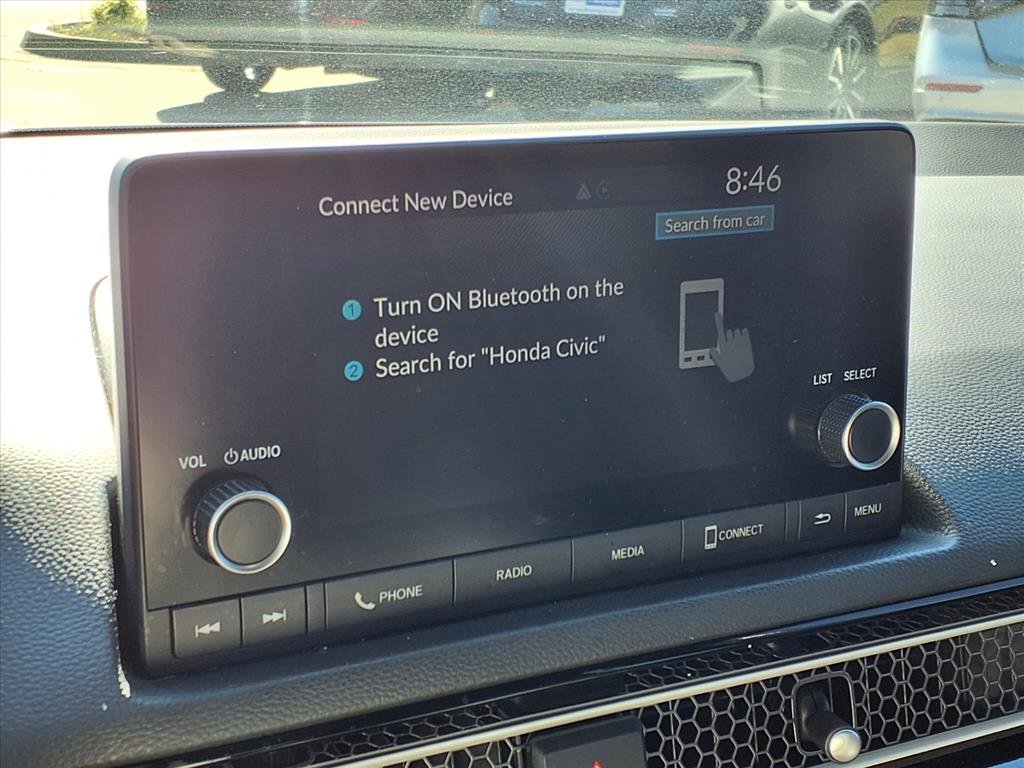 Connect New Device
8:46
Search from car
1 Turn ON Bluetooth on the
device
2 Search for "Honda Civic"
LIST SELECT
VOL AUDIO
PHONE
RADIO
MEDIA
CONNECT
MENU